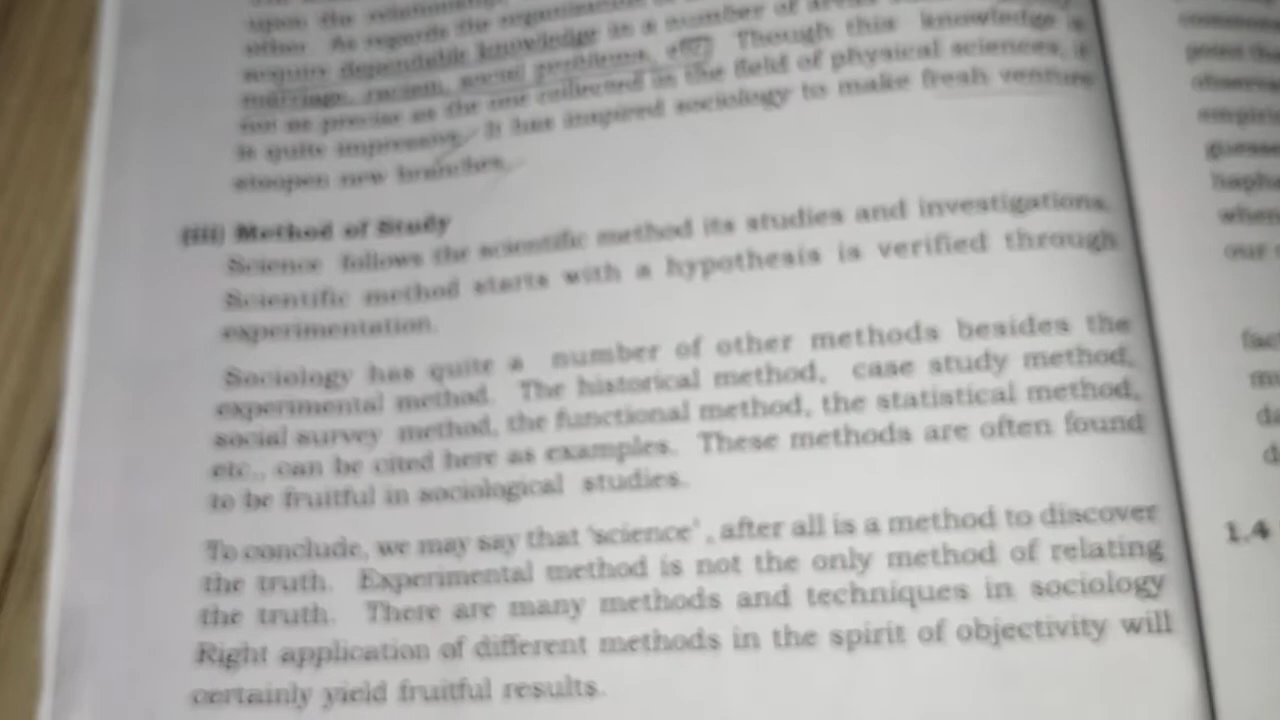 upon the relationship
other. As regards the organization of
acquire dependable knowledge in a number of areas
marriage, racism, social problems, etc. Though this knowledge is
not as precise as the one collected in the field of physical sciences, it
is quite impressive. It has inspired sociology to make fresh venture
stoopen new branches.
(iii) Method of Study
Science follows the scientific method its studies and investigations.
Scientific method starts with a hypothesis is verified through
experimentation.
Sociology has quite a number of other methods besides the
experimental method. The historical method, case study method,
social survey method, the functional method, the statistical method,
etc., can be cited here as examples. These methods are often found
to be fruitful in sociological studies.
To conclude, we may say that 'science', after all is a method to discover
the truth. Experimental method is not the only method of relating
the truth. There are many methods and techniques in sociology
Right application of different methods in the spirit of objectivity will
certainly yield fruitful results.
when
our
1.4